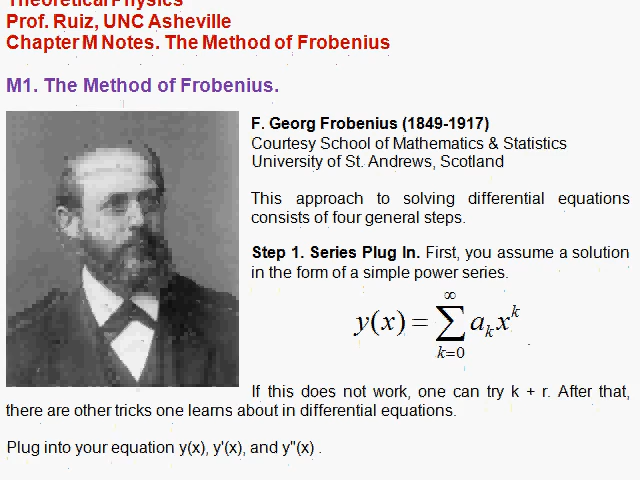 Theoretical Physics
Prof. Ruiz, UNC Asheville
Chapter M Notes. The Method of Frobenius
M1. The Method of Frobenius.
F. Georg Frobenius (1849-1917)
Courtesy School of Mathematics & Statistics
University of St. Andrews, Scotland
This approach to solving differential equations
consists of four general steps.
Step 1. Series Plug In. First, you assume a solution
in the form of a simple power series.
y(x) = ∑_{k=0}^{∞} a_k x^k
If this does not work, one can try k + r. After that,
there are other tricks one learns about in differential equations.
Plug into your equation y(x), y'(x), and y"(x) .